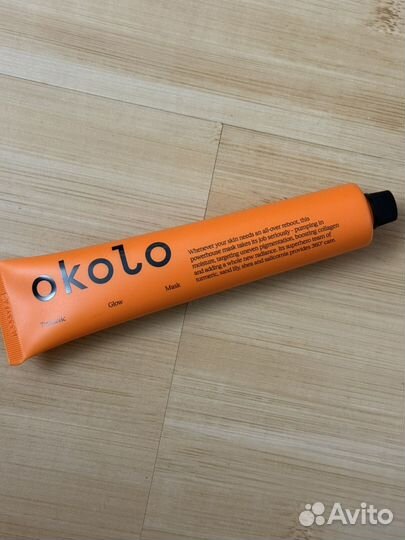 okolo
Turmeric Glow Mask
Whenever your skin needs an all-over reboot, this
powerhouse mask takes its job seriously - pumping in
moisture, targeting uneven pigmentation, boosting collagen
and adding a whole new radiance. Its superhero team of
turmeric, sand lily, shea and salicornia provides 360° care.
Avito